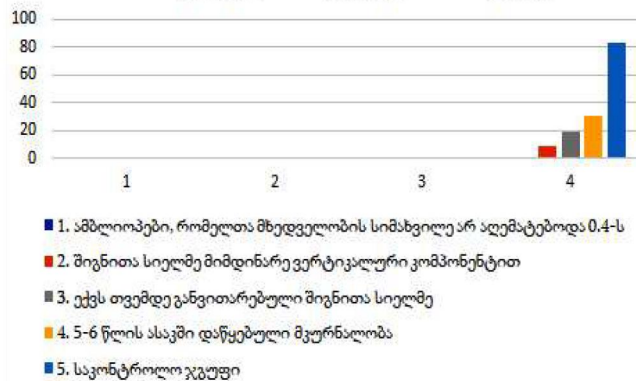 100
80
60
40
20
0
1 2 3 4
1. ამბლიოპები, რომელთა მხედველობის სიმახვილე არ აღემატებოდა 0.4-ს
2. შიგნითა სიელმე მიმდინარე ვერტიკალური კომპონენტით
3. ექვს თვემდე განვითარებული შიგნითა სიელმე
4. 5-6 წლის ასაკში დაწყებული მკურნალობა
5. საკონტროლო ჯგუფი